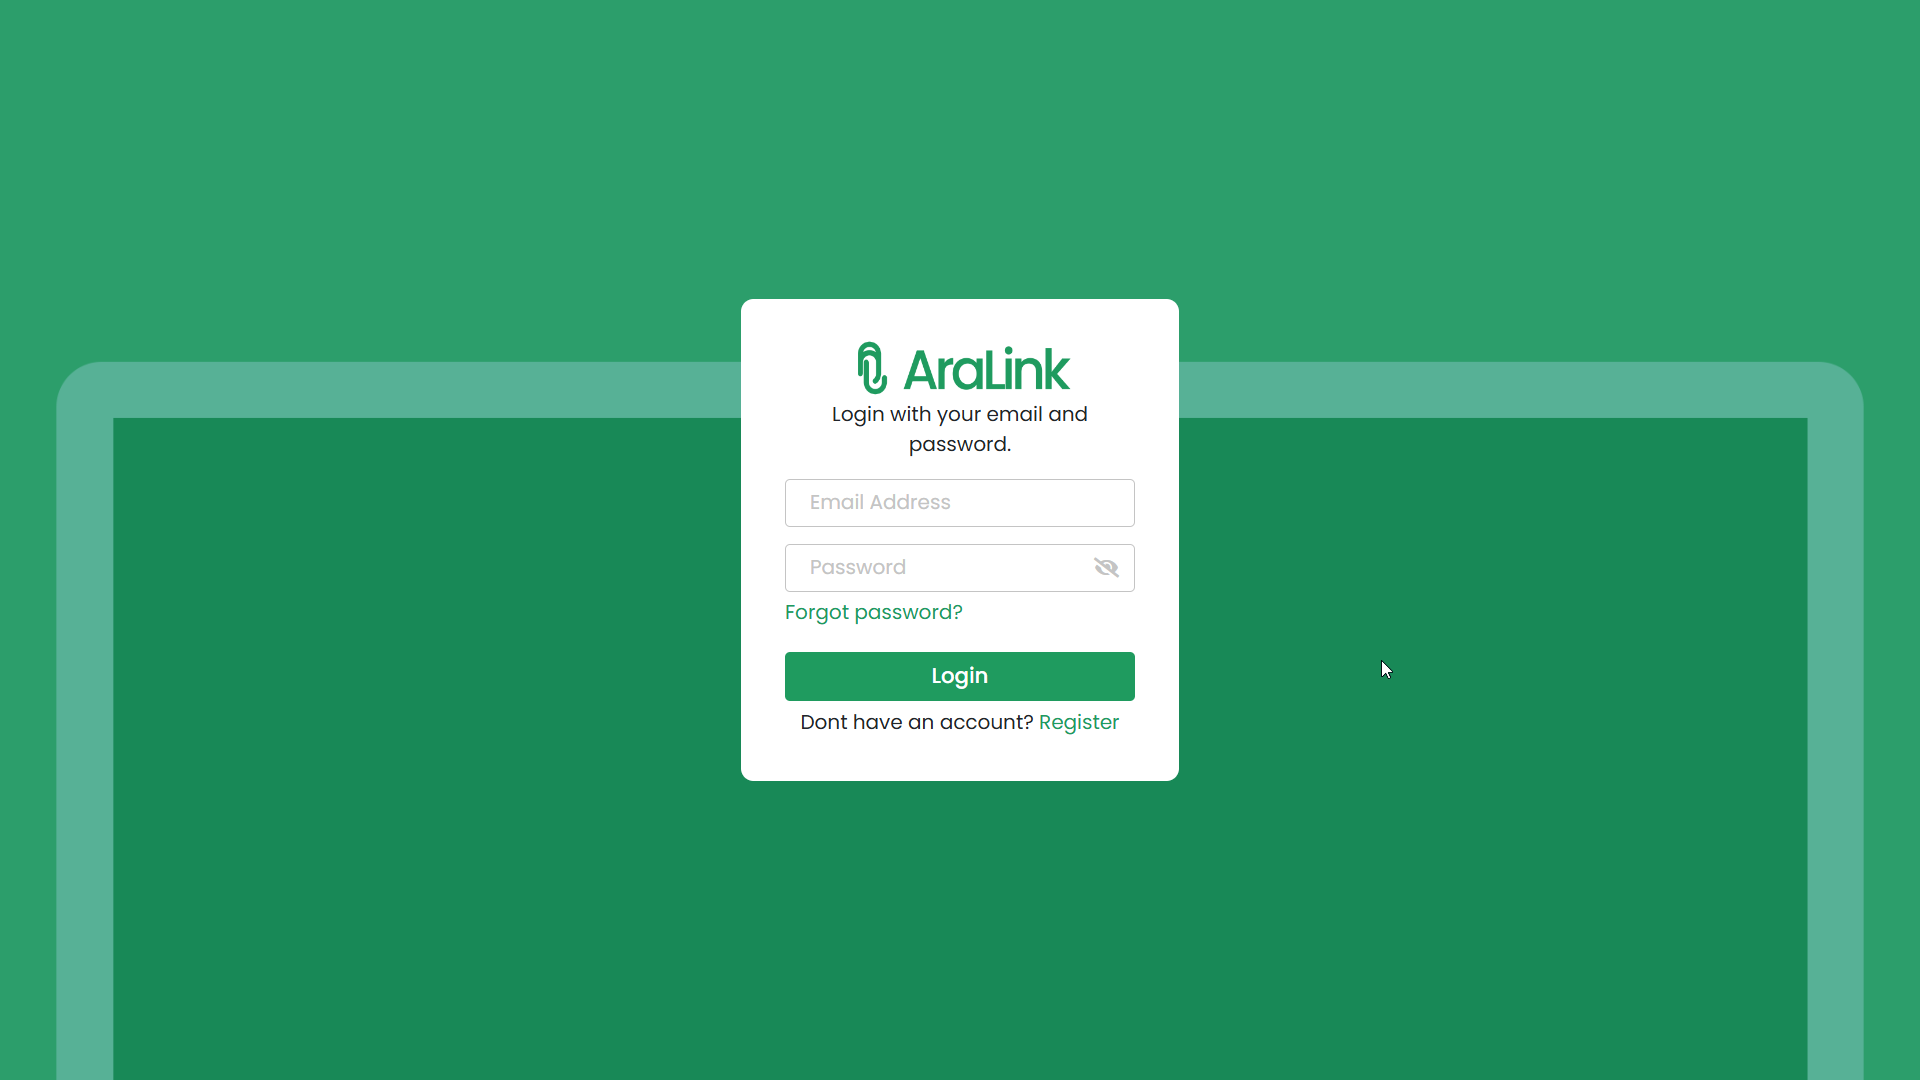 AraLink
Login with your email and
password.
Email Address
Password
Forgot password?
Login
Dont have an account? Register